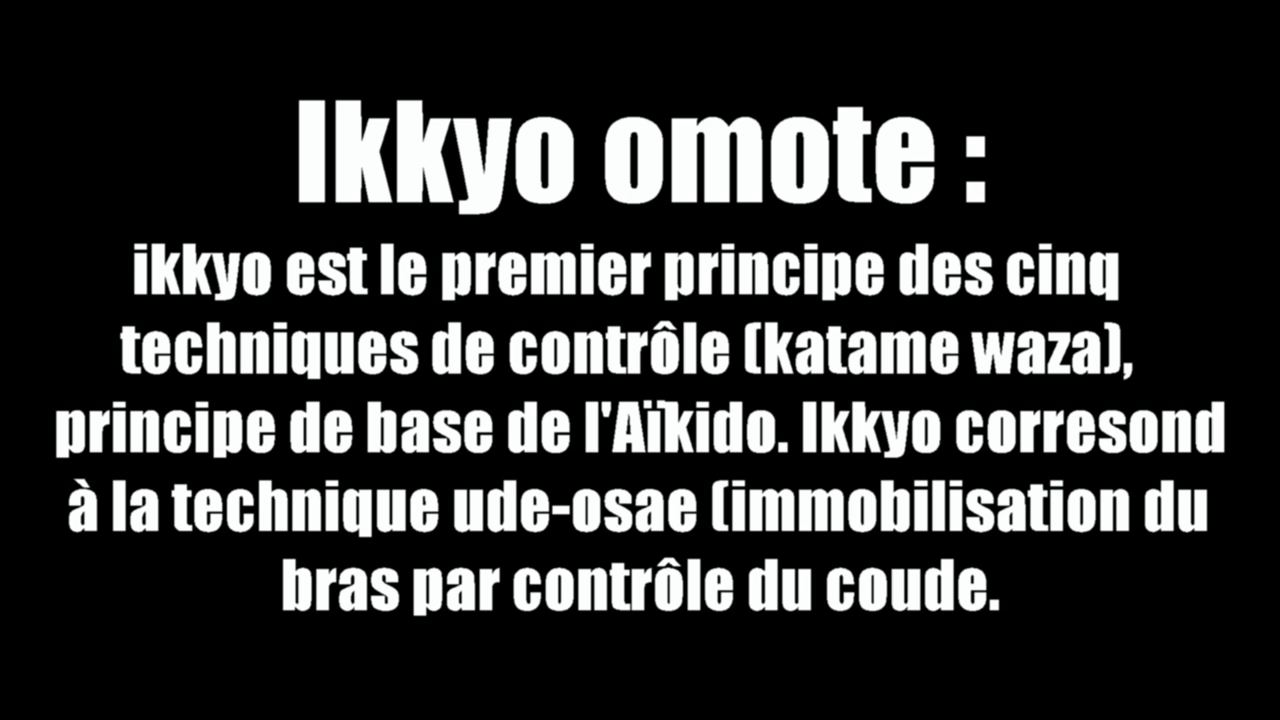 Ikkyo omote :
ikkyo est le premier principe des cinq
techniques de contrôle (katame waza),
principe de base de l'Aïkido. Ikkyo corresond
à la technique ude-osae (immobilisation du
bras par contrôle du coude.